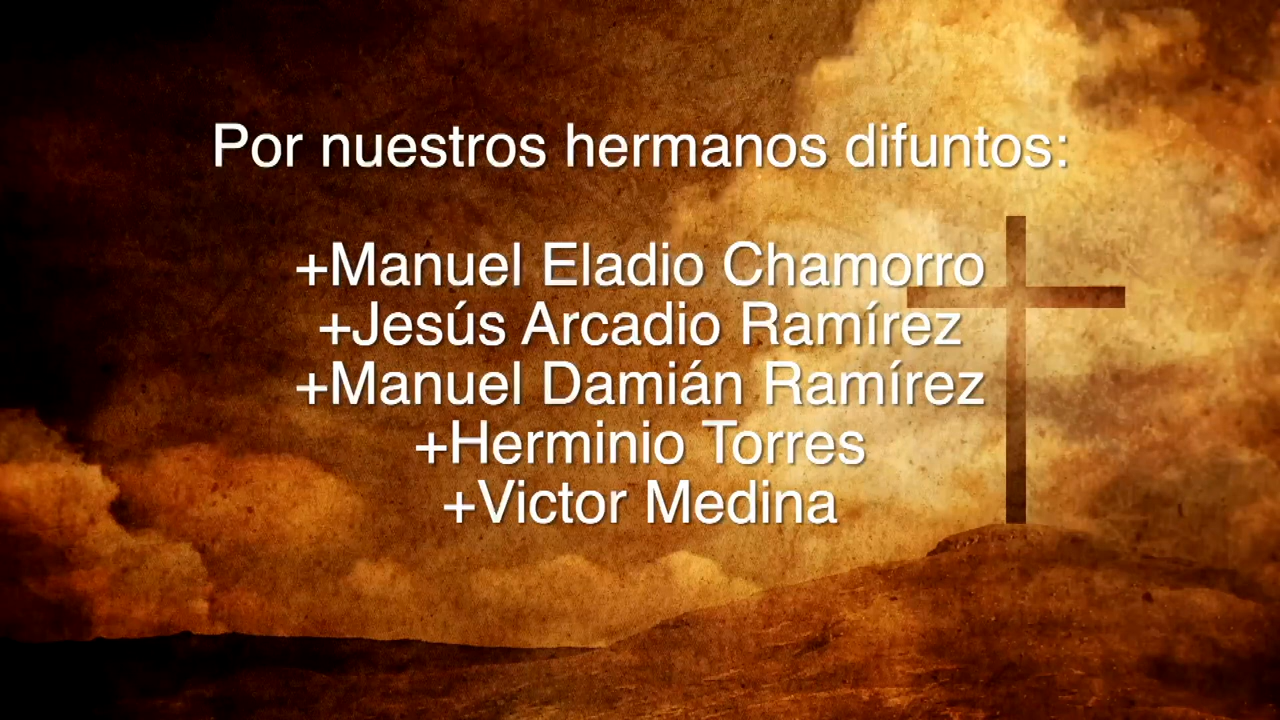 Por nuestros hermanos difuntos:
+Manuel Eladio Chamorro
+Jesús Arcadio Ramírez
+Manuel Damián Ramírez
+Herminio Torres
+Victor Medina